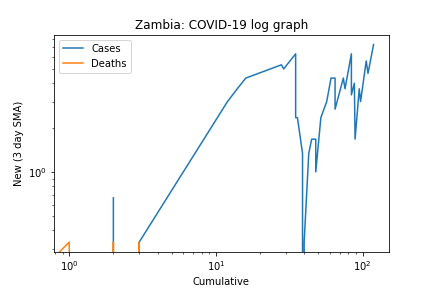 Zambia: COVID-19 log graph
Cases
Deaths
New (3 day SMA)
10⁰
10⁰
10¹
10²
Cumulative